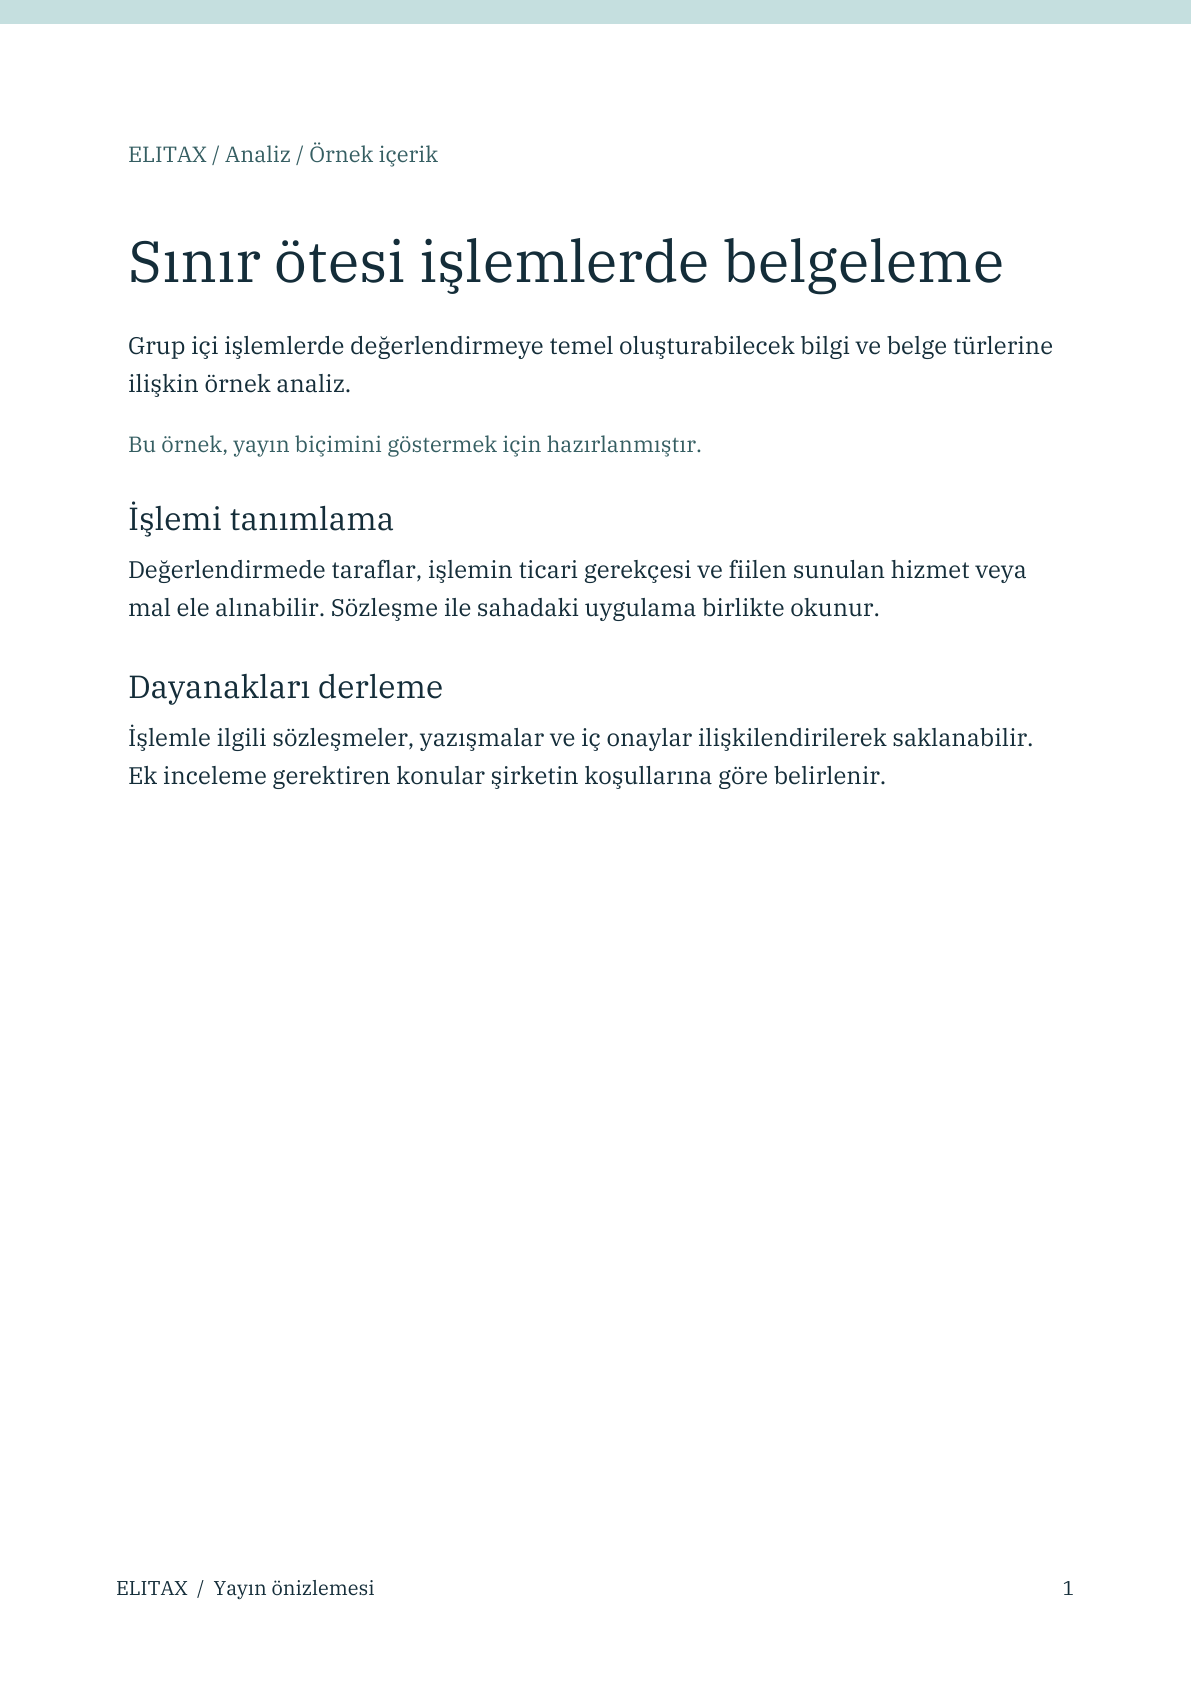 ELITAX / Analiz / Örnek içerik
Sınır ötesi işlemlerde belgeleme
Grup içi işlemlerde değerlendirmeye temel oluşturabilecek bilgi ve belge türlerine
ilişkin örnek analiz.
Bu örnek, yayın biçimini göstermek için hazırlanmıştır.
İşlemi tanımlama
Değerlendirmede taraflar, işlemin ticari gerekçesi ve fiilen sunulan hizmet veya
mal ele alınabilir. Sözleşme ile sahadaki uygulama birlikte okunur.
Dayanakları derleme
İşlemle ilgili sözleşmeler, yazışmalar ve iç onaylar ilişkilendirilerek saklanabilir.
Ek inceleme gerektiren konular şirketin koşullarına göre belirlenir.
ELITAX / Yayın önizlemesi 1